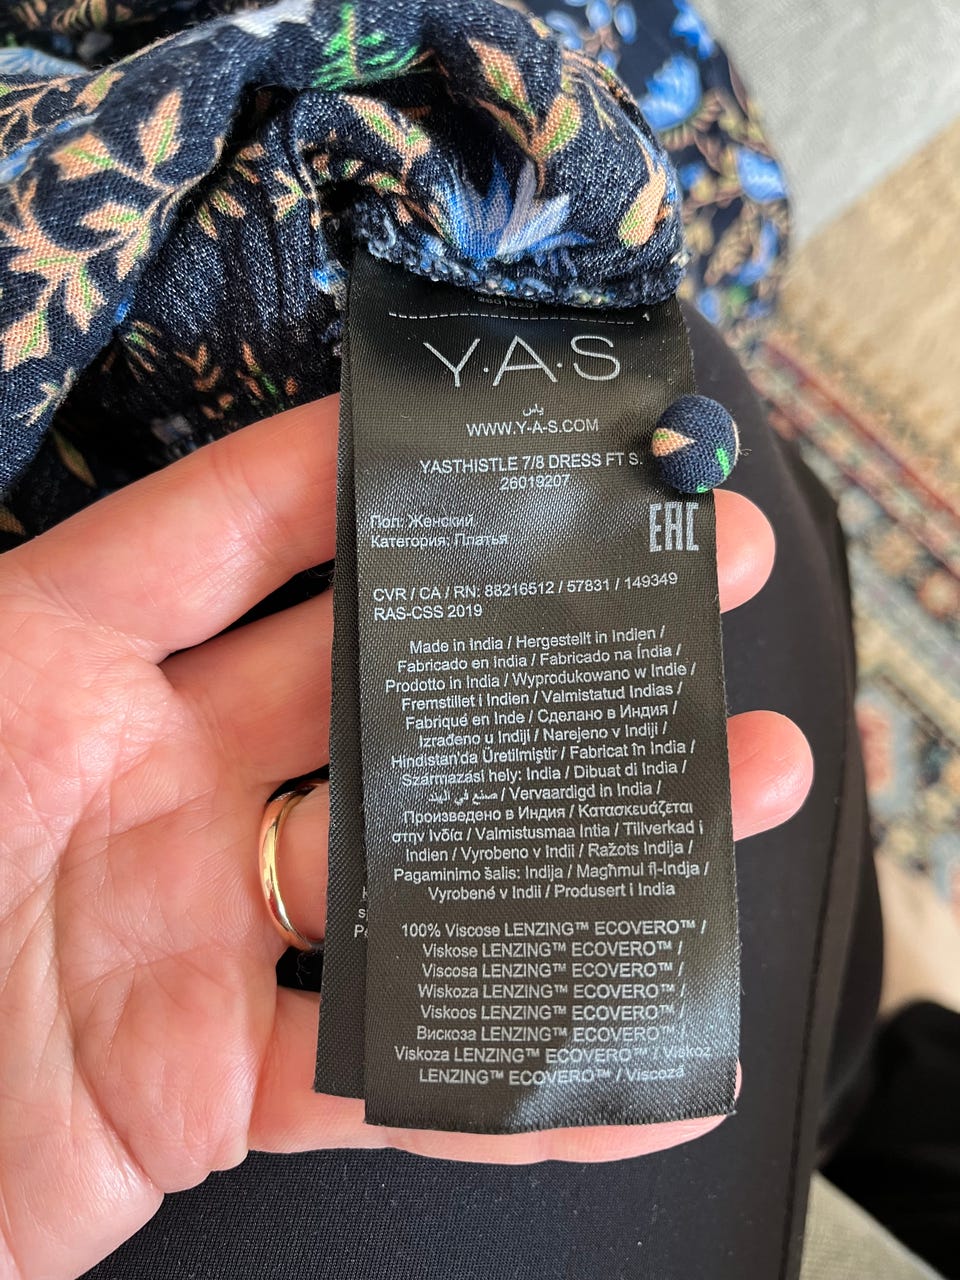 Y.A.S
ياس
WWW.Y-A-S.COM
YASTHISTLE 7/8 DRESS FT S.
26019207
Пол: Женский
Категория: Платья
EAC
CVR / CA / RN: 88216512 / 57831 / 149349
RAS-CSS 2019
Made in India / Hergestellt in Indien /
Fabricado en India / Fabricado na Índia /
Prodotto in India / Wyprodukowano w Indie /
Fremstillet i Indien / Valmistatud Indias /
Fabriqué en Inde / Сделано в Индия /
Izrađeno u Indiji / Narejeno v Indiji /
Hindistan'da Üretilmiştir / Fabricat în India /
Származási hely: India / Dibuat di India /
صنع في الهند / Vervaardigd in India /
Произведено в Индия / Κατασκευάζεται
στην Ινδία / Valmistusmaa Intia / Tillverkad i
Indien / Vyrobeno v Indii / Ražots Indija /
Pagaminimo šalis: Indija / Magħmul fl-Indja /
Vyrobené v Indii / Produsert i India
100% Viscose LENZING™ ECOVERO™ /
Viskose LENZING™ ECOVERO™ /
Viscosa LENZING™ ECOVERO™ /
Wiskoza LENZING™ ECOVERO™ /
Viskoos LENZING™ ECOVERO™ /
Вискоза LENZING™ ECOVERO™ /
Viskoza LENZING™ ECOVERO™ / Viskoz
LENZING™ ECOVERO™ / Viscoză